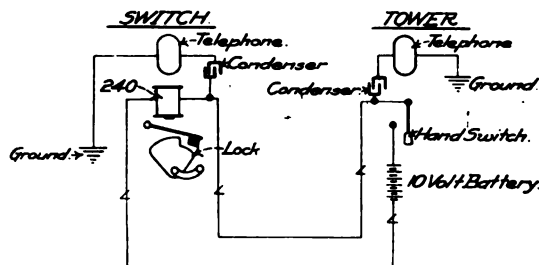 SWITCH.
TOWER
Telephone.
Telephone
Condenser
Ground.
240
Condenser
Hand Switch.
Lock
Ground.
10 Volt Battery.